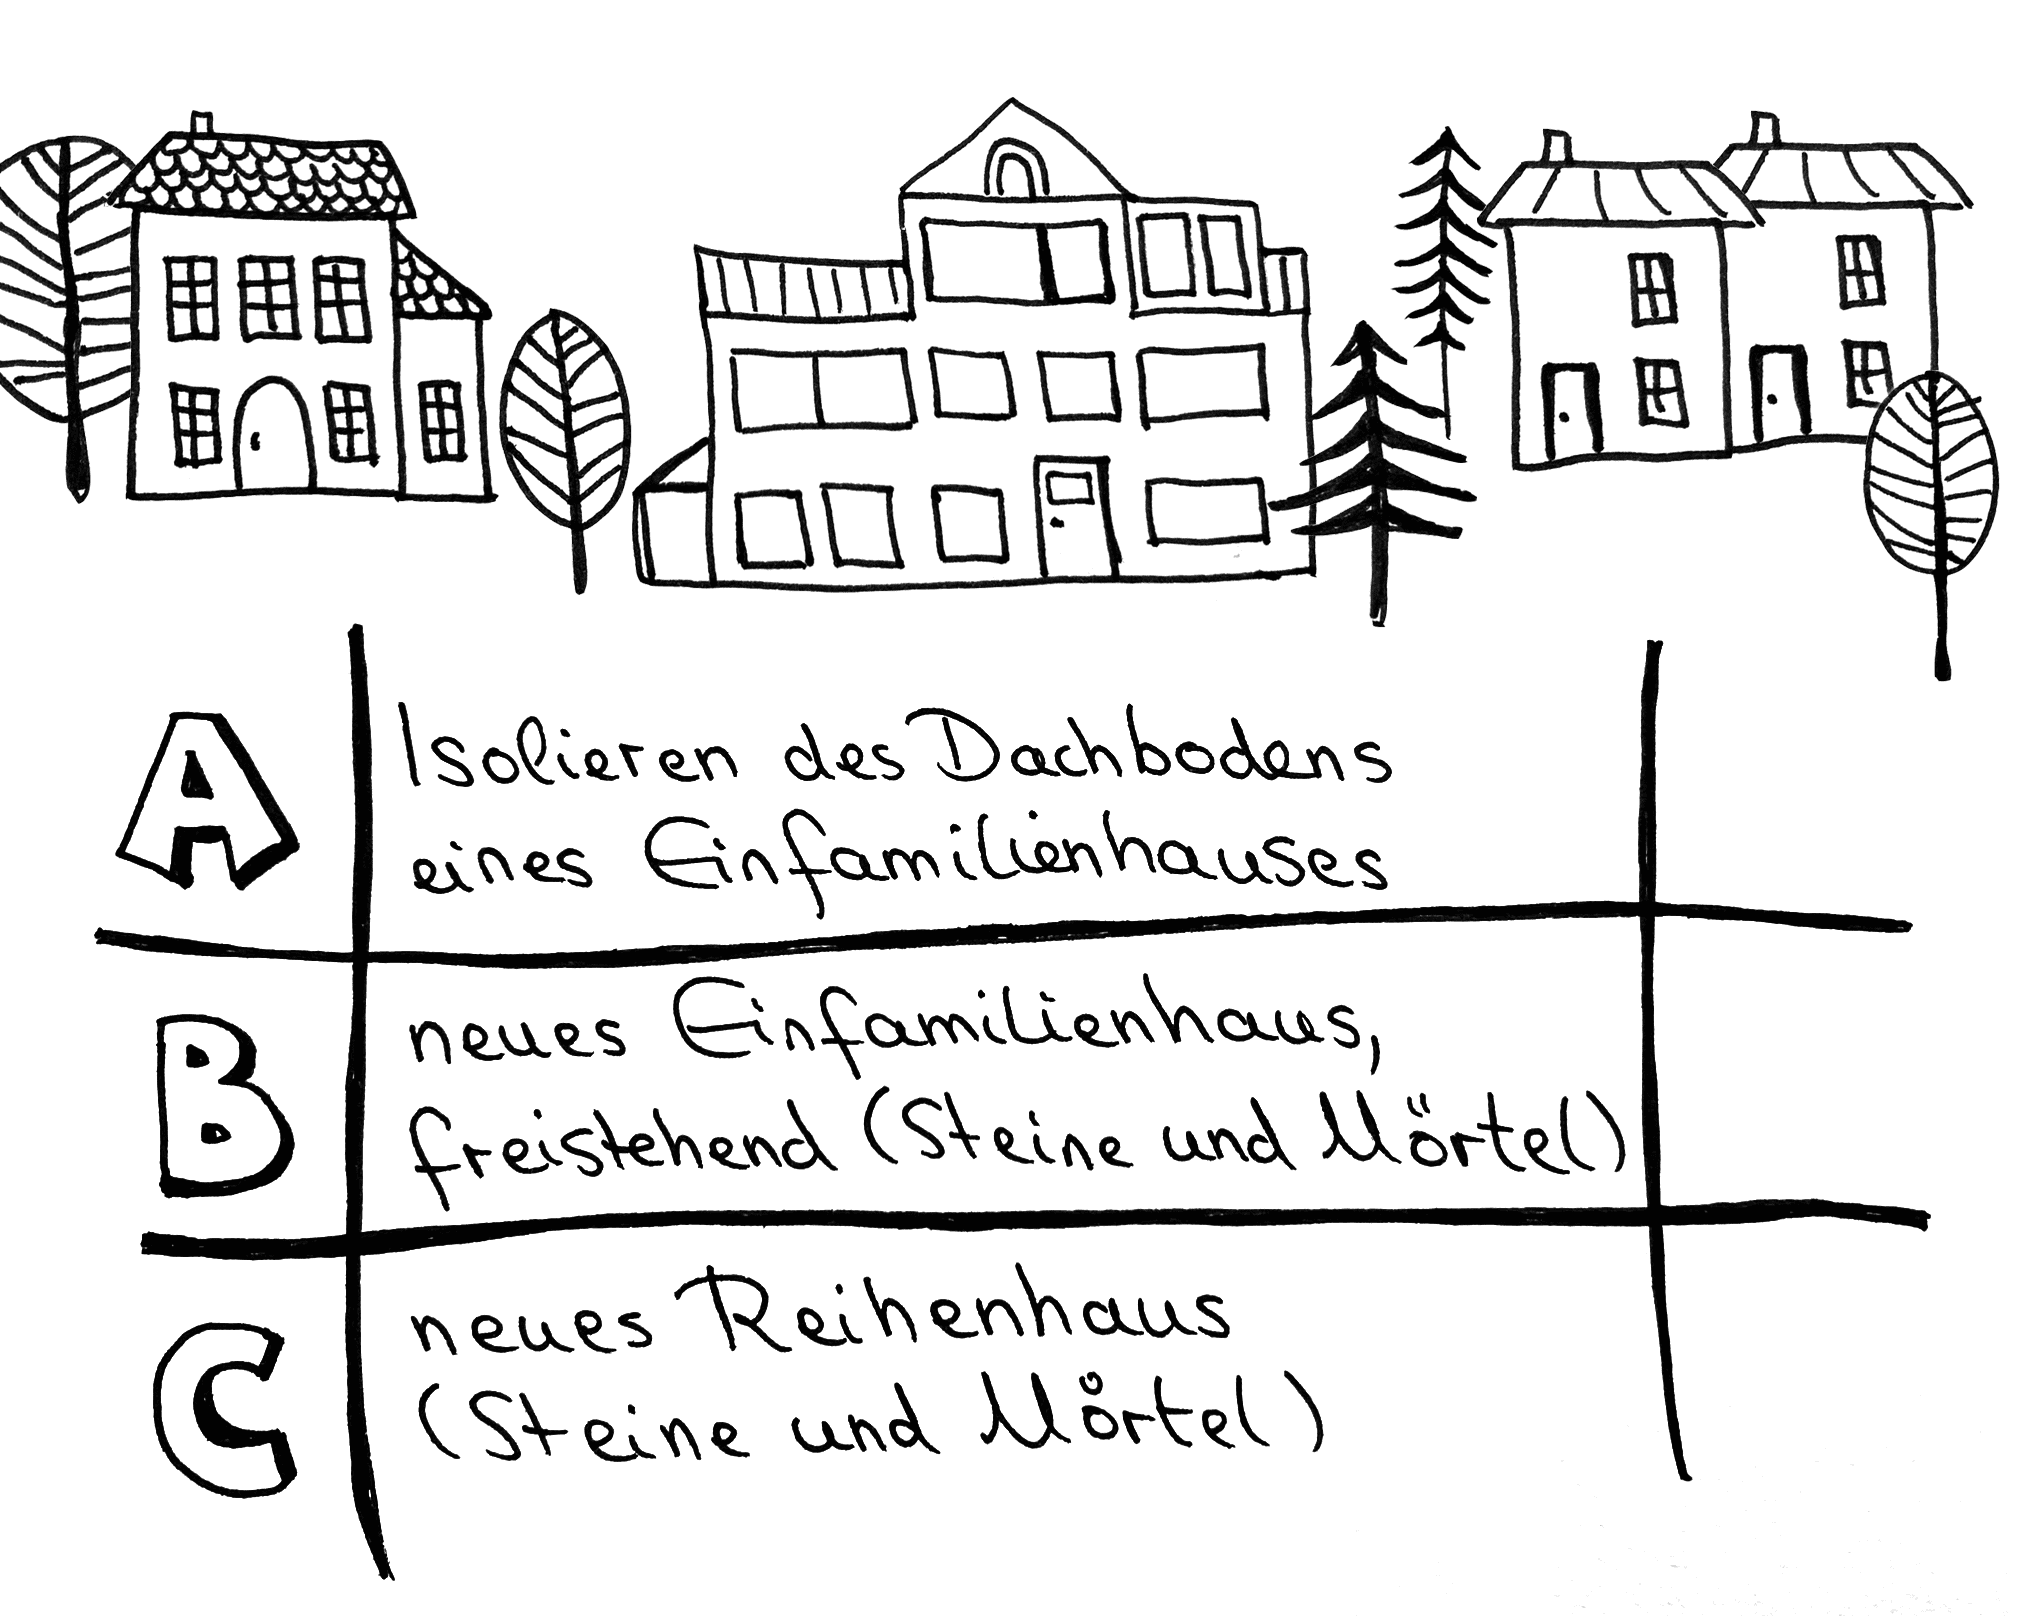 A
Isolieren des Dachbodens
eines Einfamilienhauses
B
neues Einfamilienhaus,
freistehend (Steine und Mörtel)
C
neues Reihenhaus
(Steine und Mörtel)